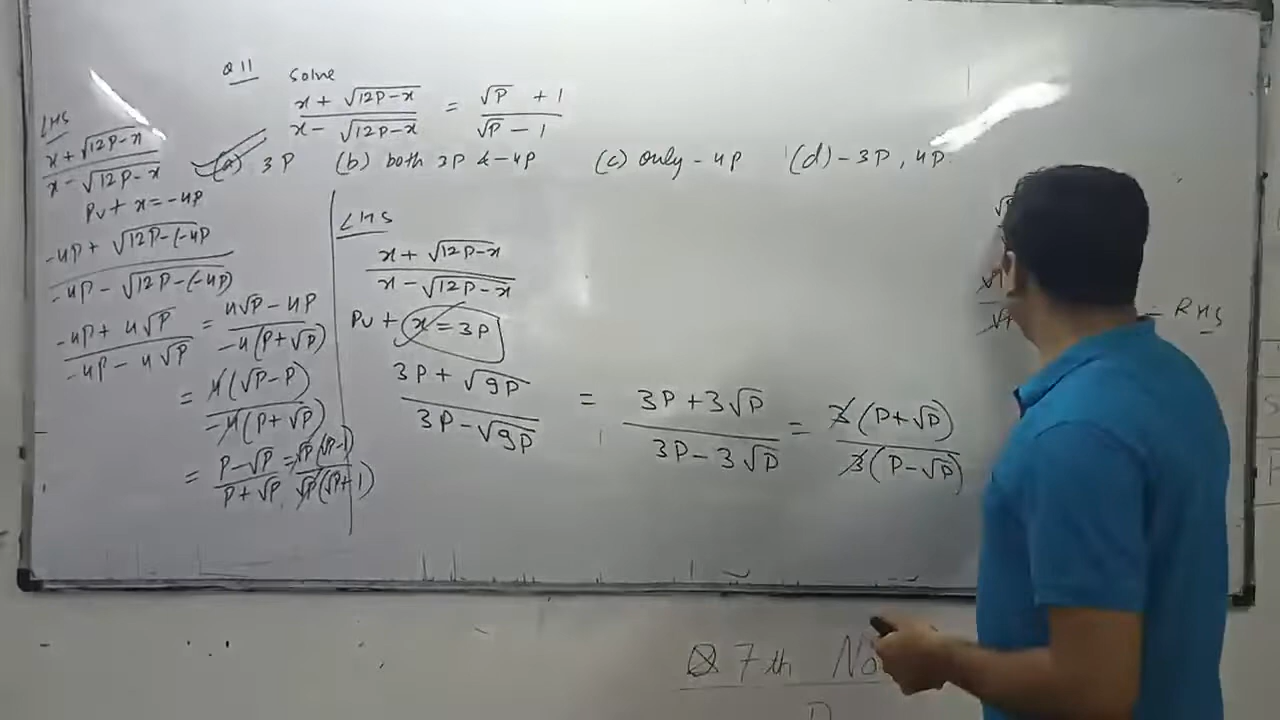 Q 11 Solve
x + √12P-x / x - √12P-x = √P + 1 / √P - 1
(a) 3P (b) both 3P & -4P (c) only -4P (d) -3P, 4P
LHS
x + √12P-x / x - √12P-x
Pu + x = -4P
-4P + √12P-(-4P / -4P - √12P-(-4P)
-4P + 4√P / -4P - 4√P = 4√P - 4P / -4(P+√P)
= 4(√P-P) / -4(P+√P)
= P-√P / P+√P = √P(√P-1) / √P(√P+1)
LHS
x + √12P-x / x - √12P-x
Pu + x = 3P
3P + √9P / 3P - √9P = 3P + 3√P / 3P - 3√P = 3(P+√P) / 3(P-√P)
= RHS
Q 7th